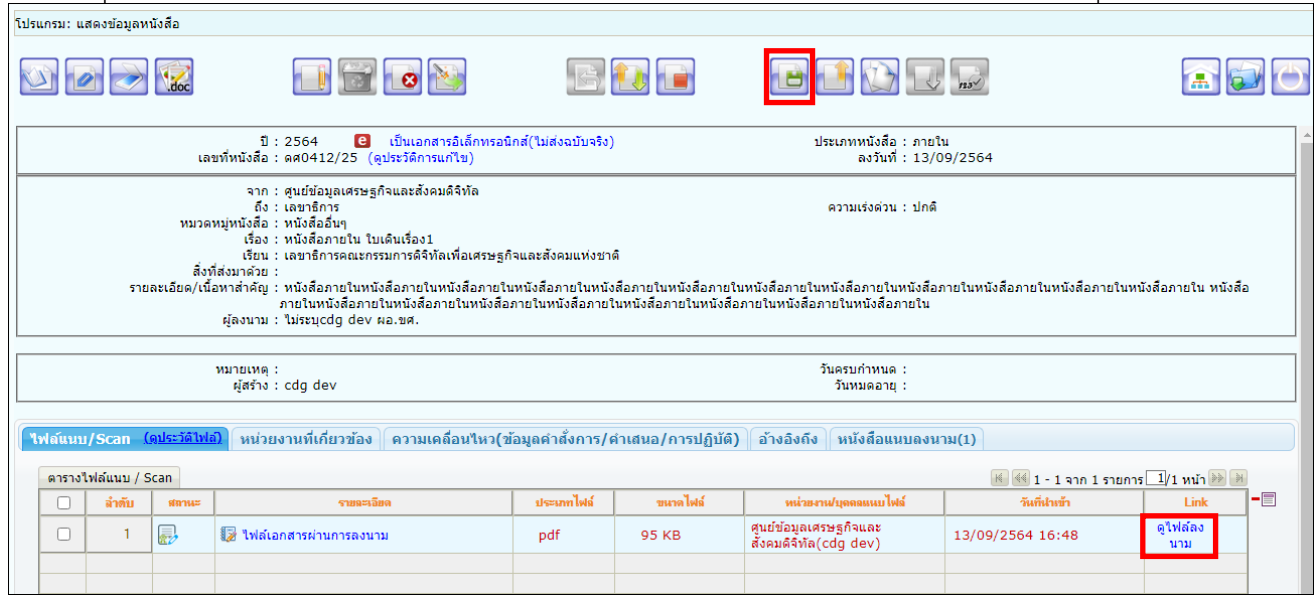 โปรแกรม: แสดงข้อมูลหนังสือ
.doc
123
ปี : 2564 e เป็นเอกสารอิเล็กทรอนิกส์(ไม่ส่งฉบับจริง) ประเภทหนังสือ : ภายใน
เลขที่หนังสือ : ดศ0412/25 (ดูประวัติการแก้ไข) ลงวันที่ : 13/09/2564
จาก : ศูนย์ข้อมูลเศรษฐกิจและสังคมดิจิทัล
ถึง : เลขาธิการ ความเร่งด่วน : ปกติ
หมวดหมู่หนังสือ : หนังสืออื่นๆ
เรื่อง : หนังสือภายใน ใบเดินเรื่อง1
เรียน : เลขาธิการคณะกรรมการดิจิทัลเพื่อเศรษฐกิจและสังคมแห่งชาติ
สิ่งที่ส่งมาด้วย :
รายละเอียด/เนื้อหาสำคัญ : หนังสือภายในหนังสือภายในหนังสือภายในหนังสือภายในหนังสือภายในหนังสือภายในหนังสือภายในหนังสือภายในหนังสือภายในหนังสือภายในหนังสือภายใน หนังสือ
ภายในหนังสือภายในหนังสือภายในหนังสือภายในหนังสือภายในหนังสือภายในหนังสือภายในหนังสือภายใน
ผู้ลงนาม : ไม่ระบุcdg dev ผอ.ขศ.
หมายเหตุ : วันครบกำหนด :
ผู้สร้าง : cdg dev วันหมดอายุ :
ไฟล์แนบ/Scan (ดูประวัติไฟล์) หน่วยงานที่เกี่ยวข้อง ความเคลื่อนไหว(ข้อมูลคำสั่งการ/คำเสนอ/การปฏิบัติ) อ้างอิงถึง หนังสือแนบลงนาม(1)
ตารางไฟล์แนบ / Scan 1 - 1 จาก 1 รายการ 1/1 หน้า
ลำดับ สถานะ รายละเอียด ประเภทไฟล์ ขนาดไฟล์ หน่วยงาน/บุคคลแนบไฟล์ วันที่นำเข้า Link
1 ไฟล์เอกสารผ่านการลงนาม pdf 95 KB ศูนย์ข้อมูลเศรษฐกิจและ 13/09/2564 16:48 ดูไฟล์ลง
สังคมดิจิทัล(cdg dev) นาม